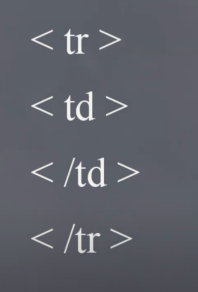 < tr >
< td >
< /td >
< /tr >